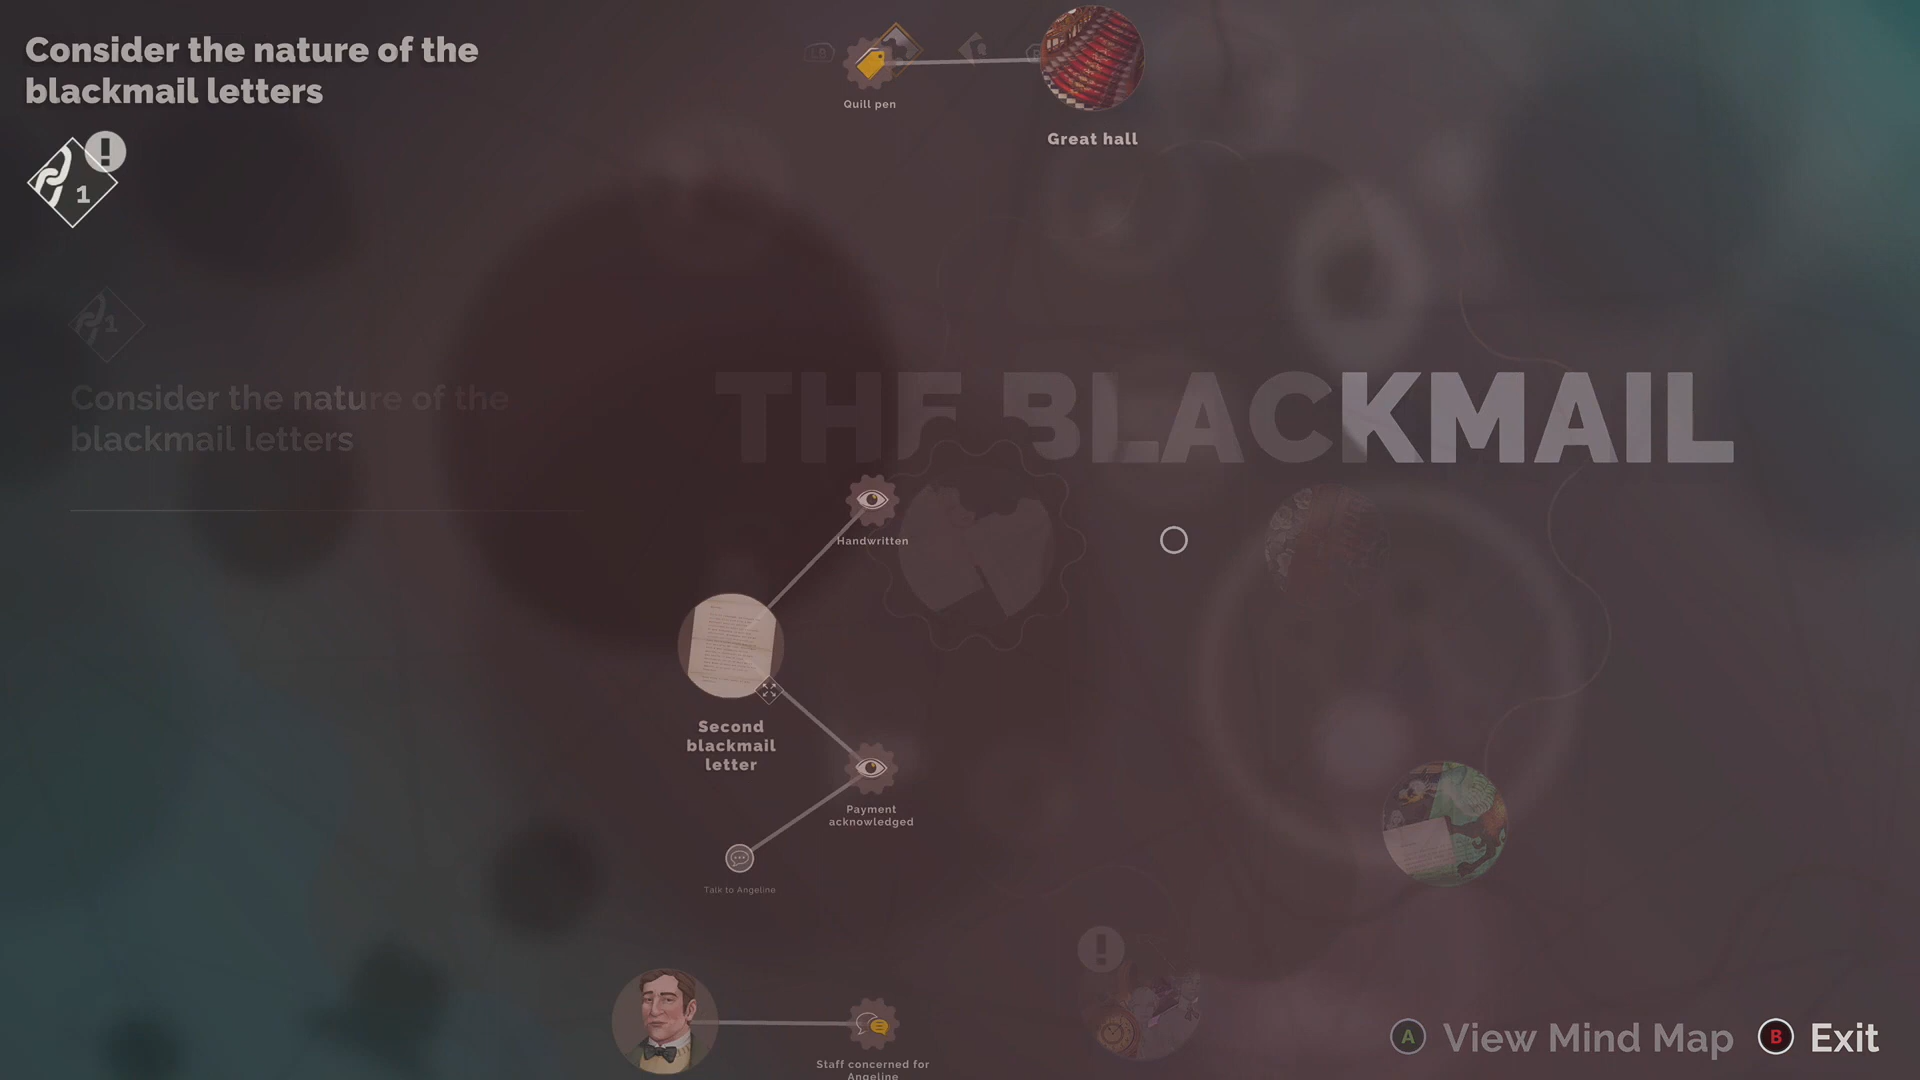 Consider the nature of the
blackmail letters
1
LB
Quill pen
Great hall
1
Consider the nature of the
blackmail letters
THE BLACKMAIL
Handwritten
Second
blackmail
letter
Payment
acknowledged
Talk to Angeline
Staff concerned for
Angeline
A View Mind Map B Exit